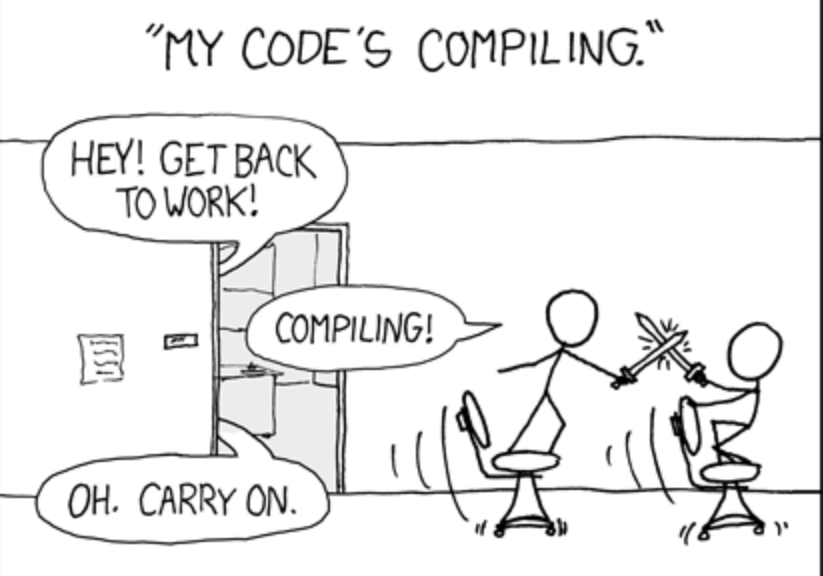 "MY CODE'S COMPILING."
HEY! GET BACK
TO WORK!
COMPILING!
OH. CARRY ON.